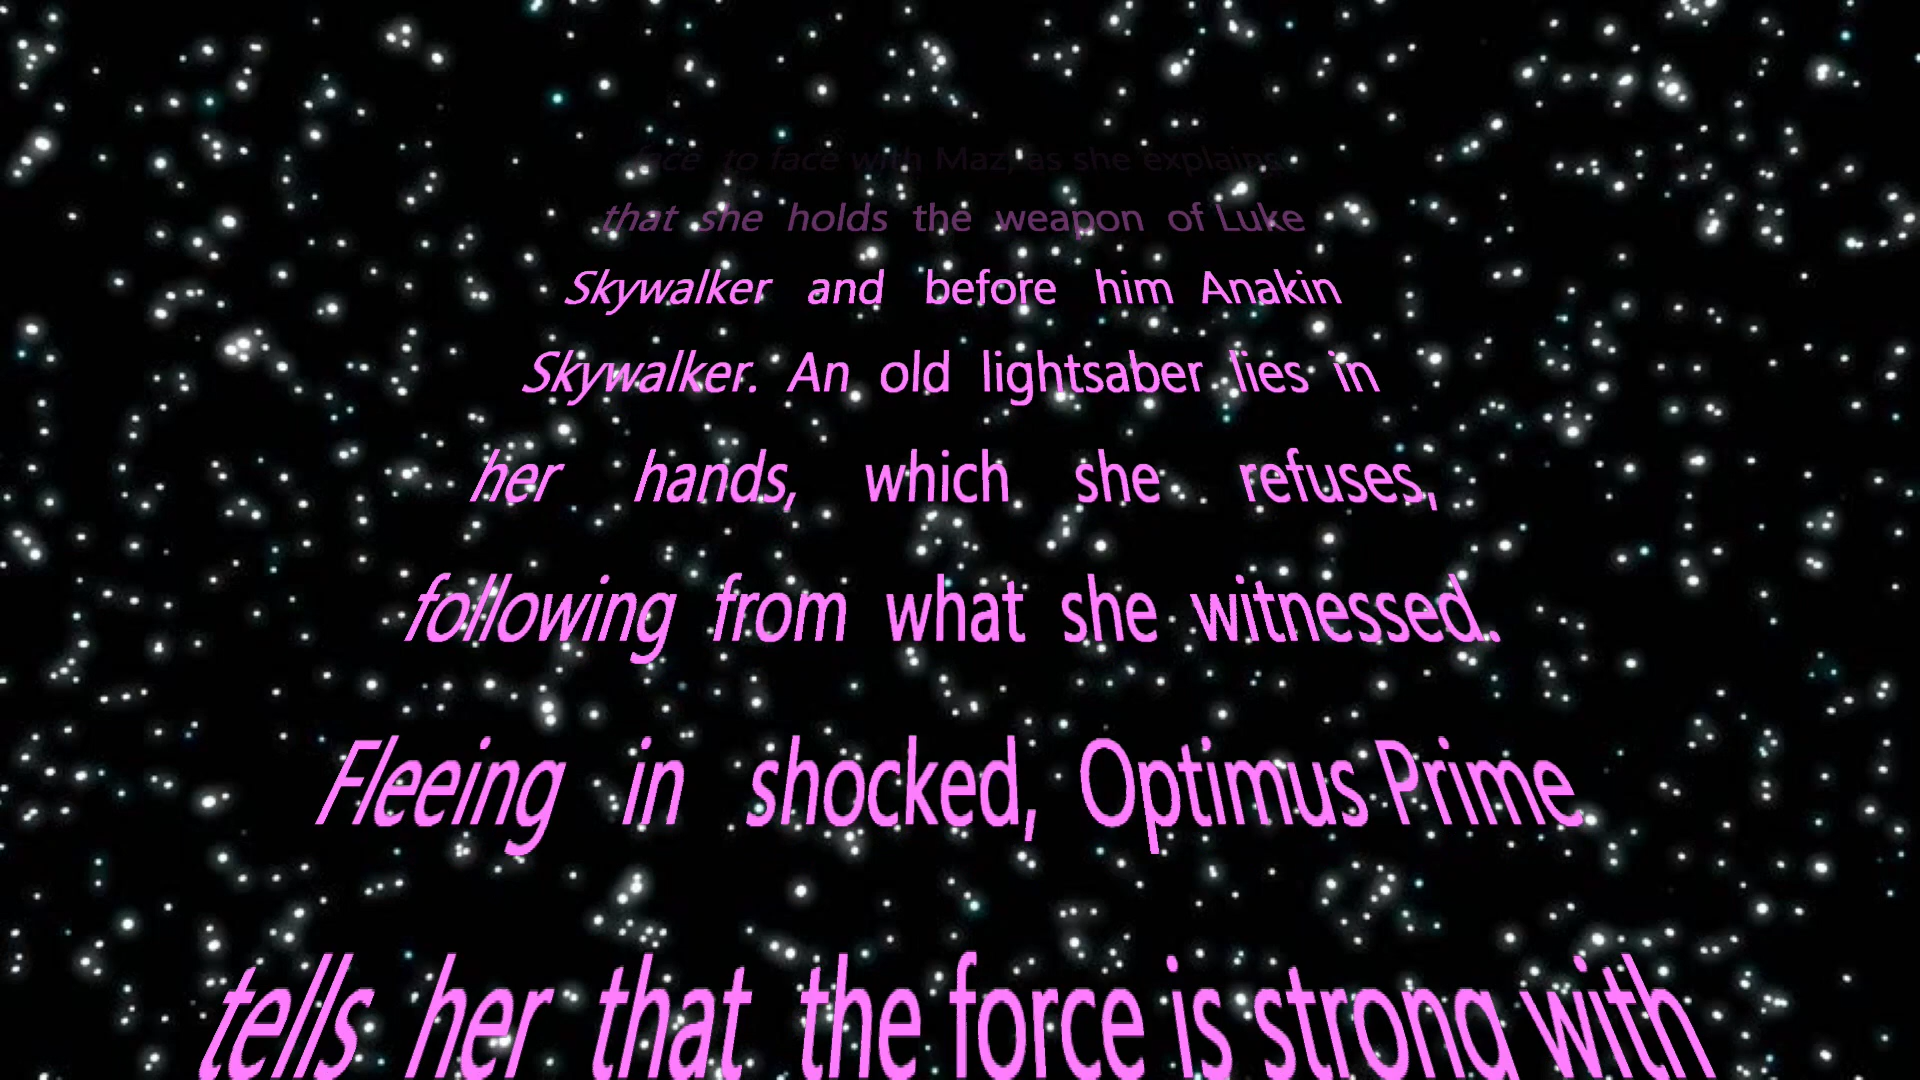 face to face with Maz, as she explains
that she holds the weapon of Luke
Skywalker and before him Anakin
Skywalker. An old lightsaber lies in
her hands, which she refuses,
following from what she witnessed.
Fleeing in shocked, Optimus Prime
tells her that the force is strong with